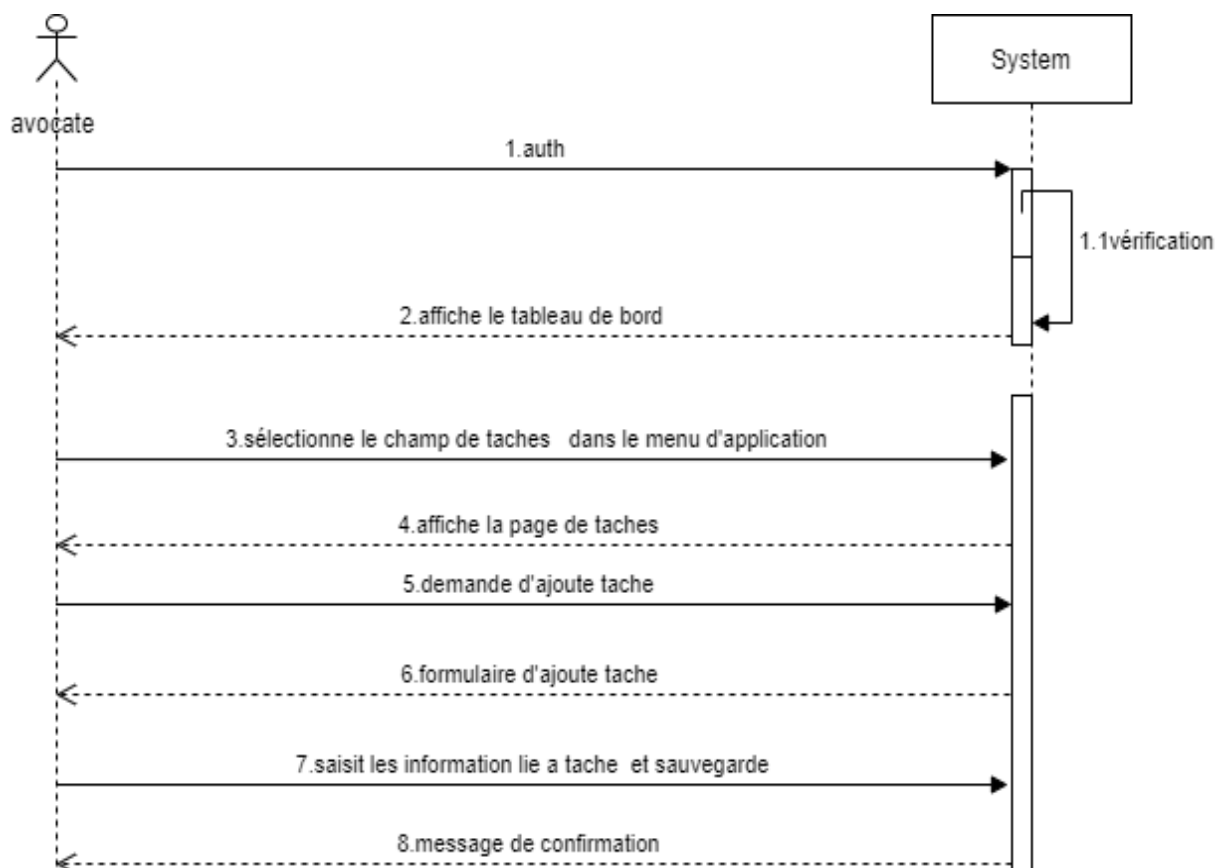 System
avocate
1.auth
1.1vérification
2.affiche le tableau de bord
3.sélectionne le champ de taches dans le menu d'application
4.affiche la page de taches
5.demande d'ajoute tache
6.formulaire d'ajoute tache
7.saisit les information lie a tache et sauvegarde
8.message de confirmation